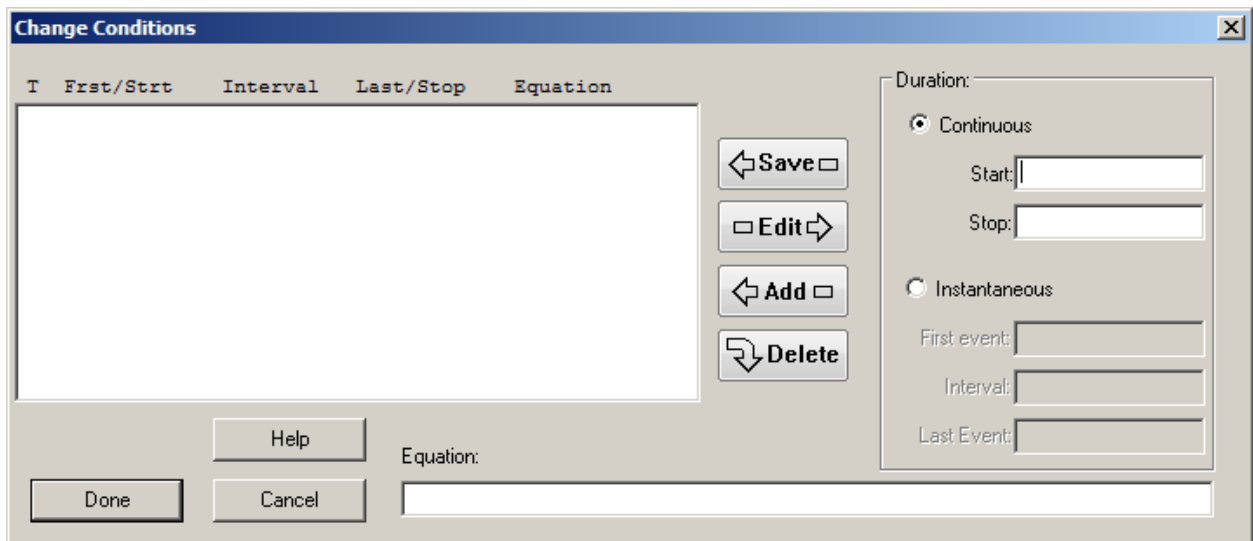 Change Conditions
T Frst/Strt Interval Last/Stop Equation
Duration:
Continuous
Start:
Stop:
Instantaneous
First event:
Interval:
Last Event:
Save
Edit
Add
Delete
Help
Done
Cancel
Equation: